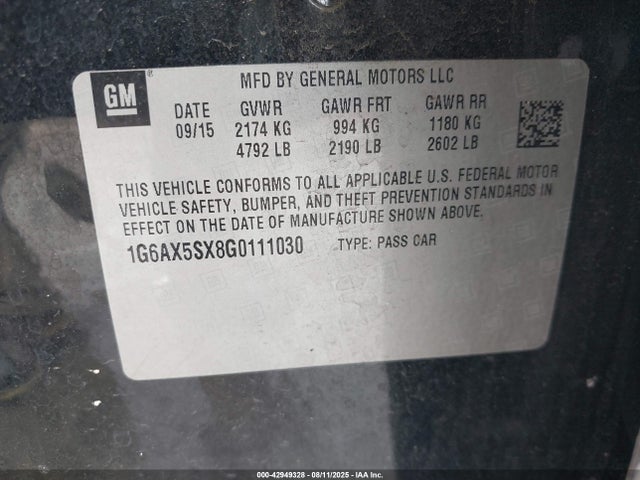 GM
MFD BY GENERAL MOTORS LLC
DATE GVWR GAWR FRT GAWR RR
09/15 2174 KG 994 KG 1180 KG
4792 LB 2190 LB 2602 LB
THIS VEHICLE CONFORMS TO ALL APPLICABLE U.S. FEDERAL MOTOR
VEHICLE SAFETY, BUMPER, AND THEFT PREVENTION STANDARDS IN
EFFECT ON THE DATE OF MANUFACTURE SHOWN ABOVE.
1G6AX5SX8G0111030 TYPE: PASS CAR
000-42949328 - 08/11/2025 - IAA Inc.